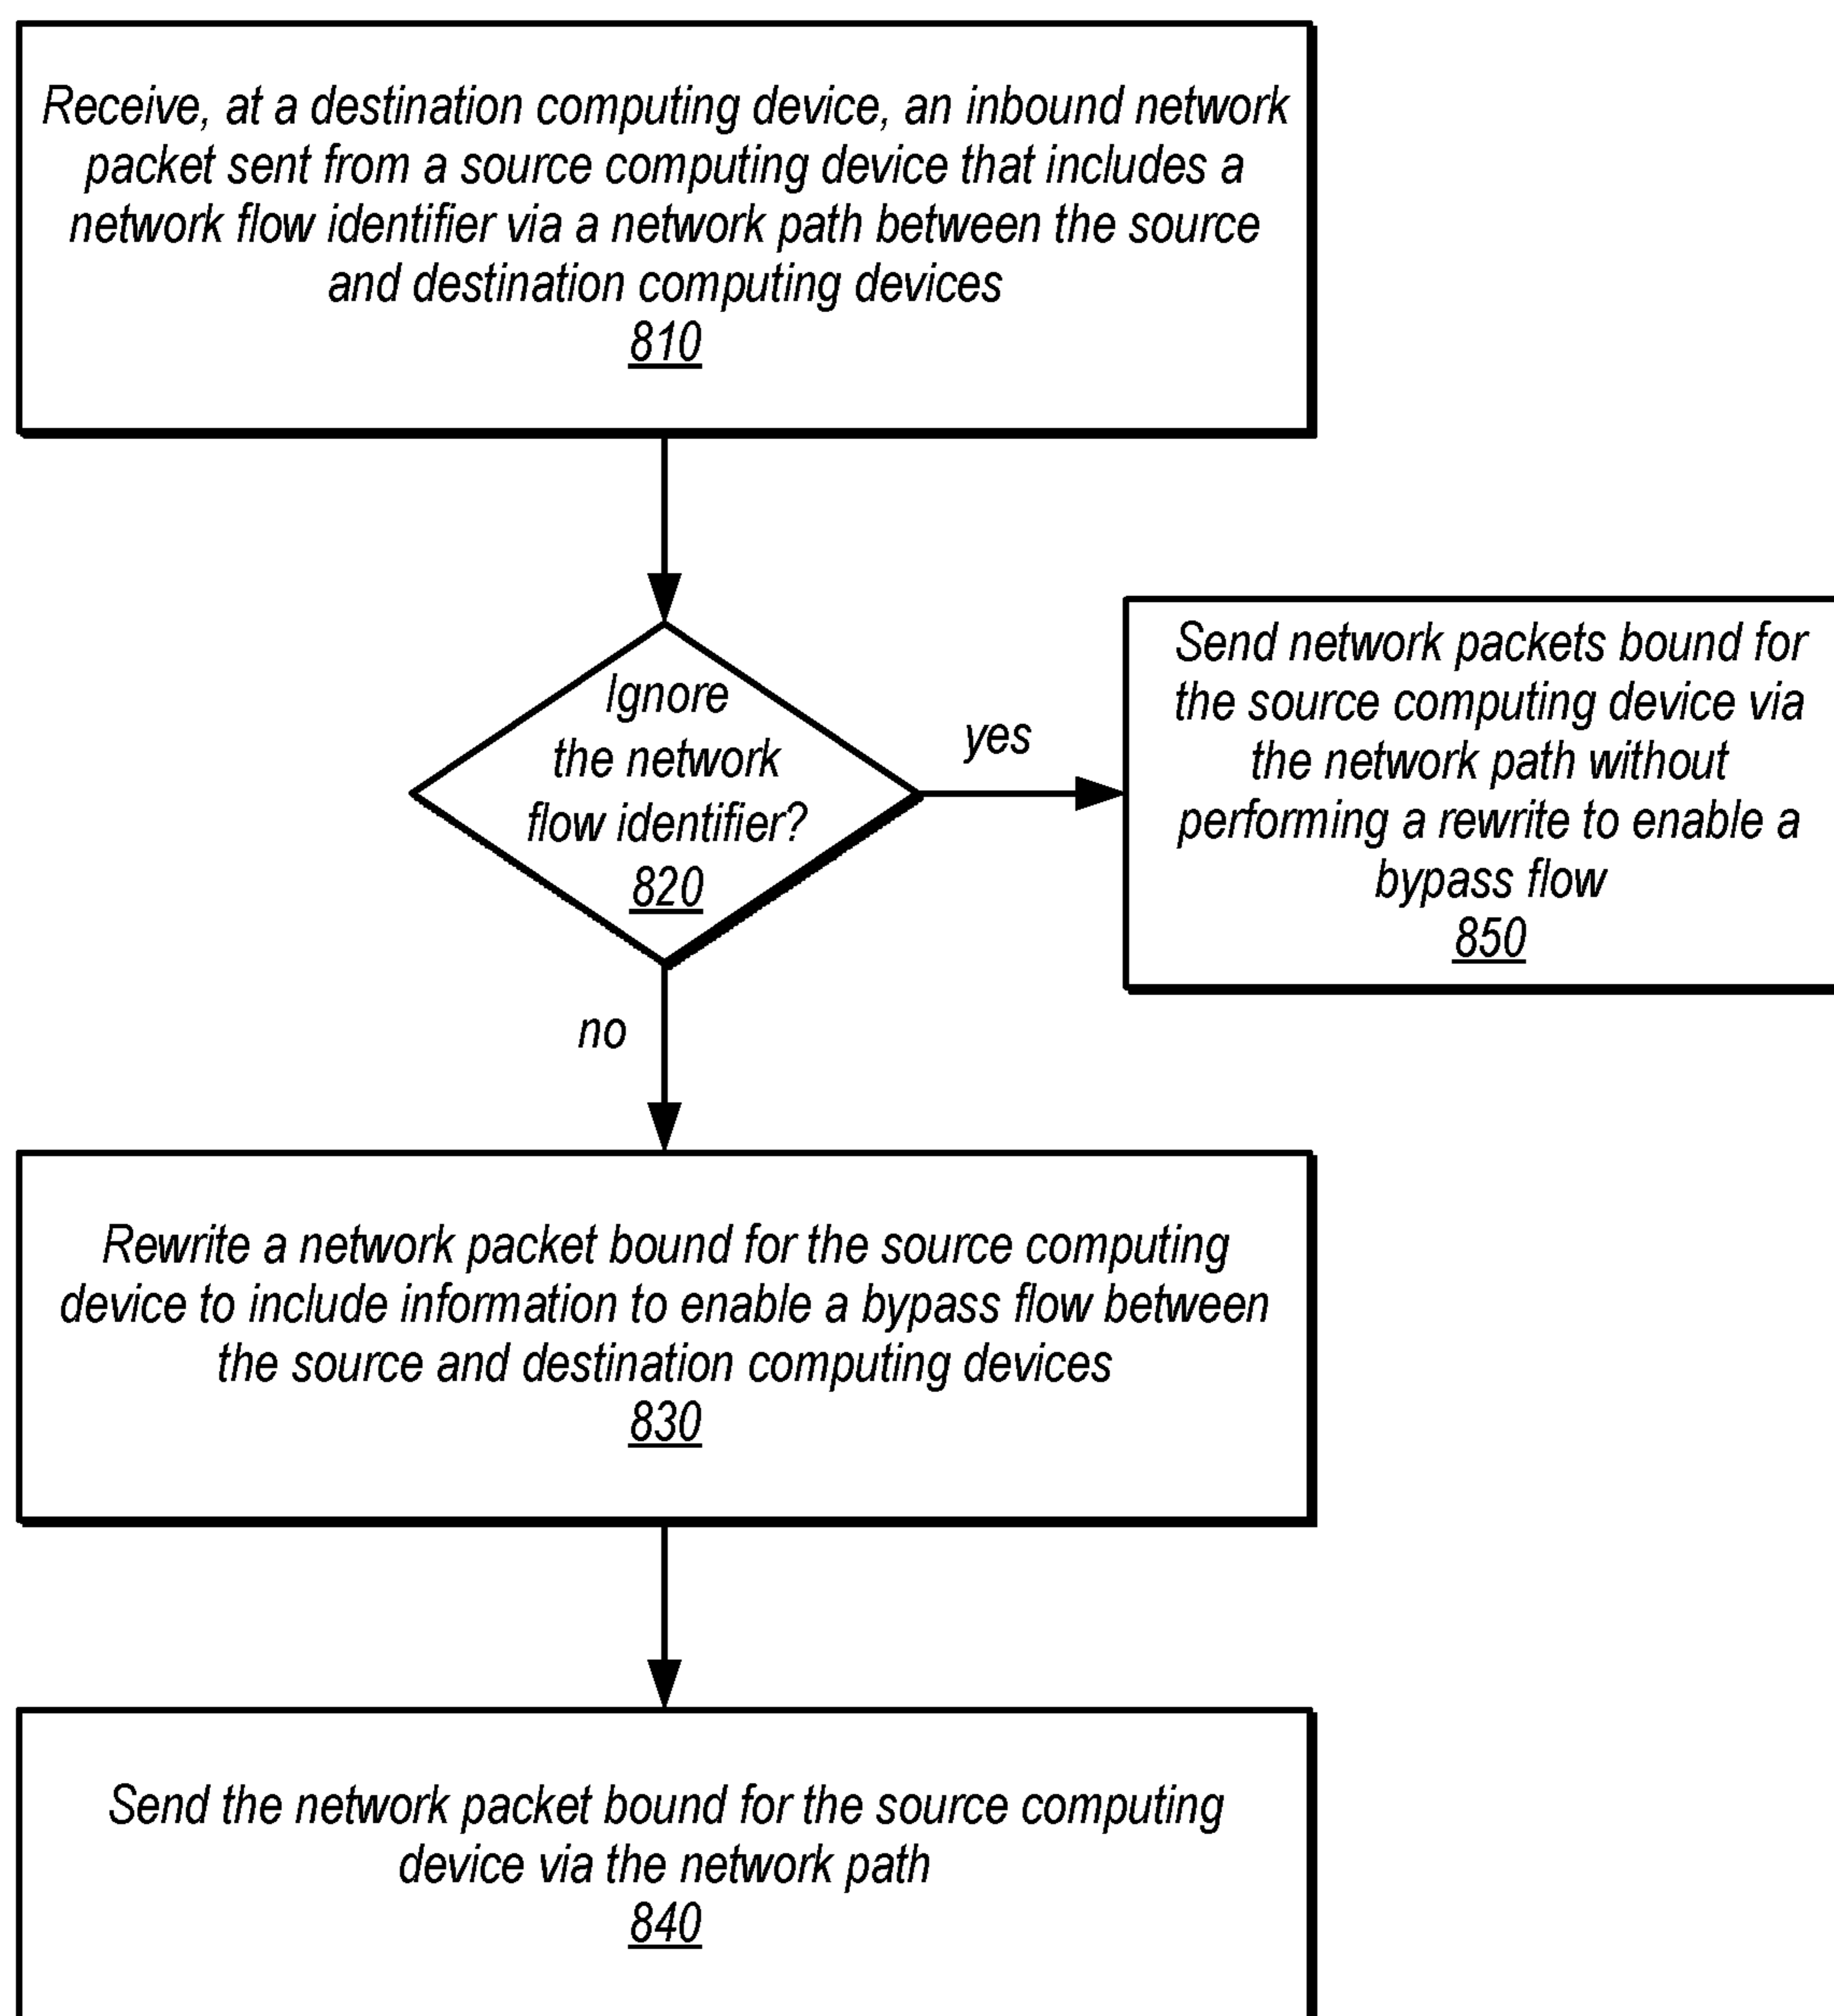 Receive, at a destination computing device, an inbound network
packet sent from a source computing device that includes a
network flow identifier via a network path between the source
and destination computing devices
810
Ignore
the network
flow identifier?
820
yes
Send network packets bound for
the source computing device via
the network path without
performing a rewrite to enable a
bypass flow
850
no
Rewrite a network packet bound for the source computing
device to include information to enable a bypass flow between
the source and destination computing devices
830
Send the network packet bound for the source computing
device via the network path
840